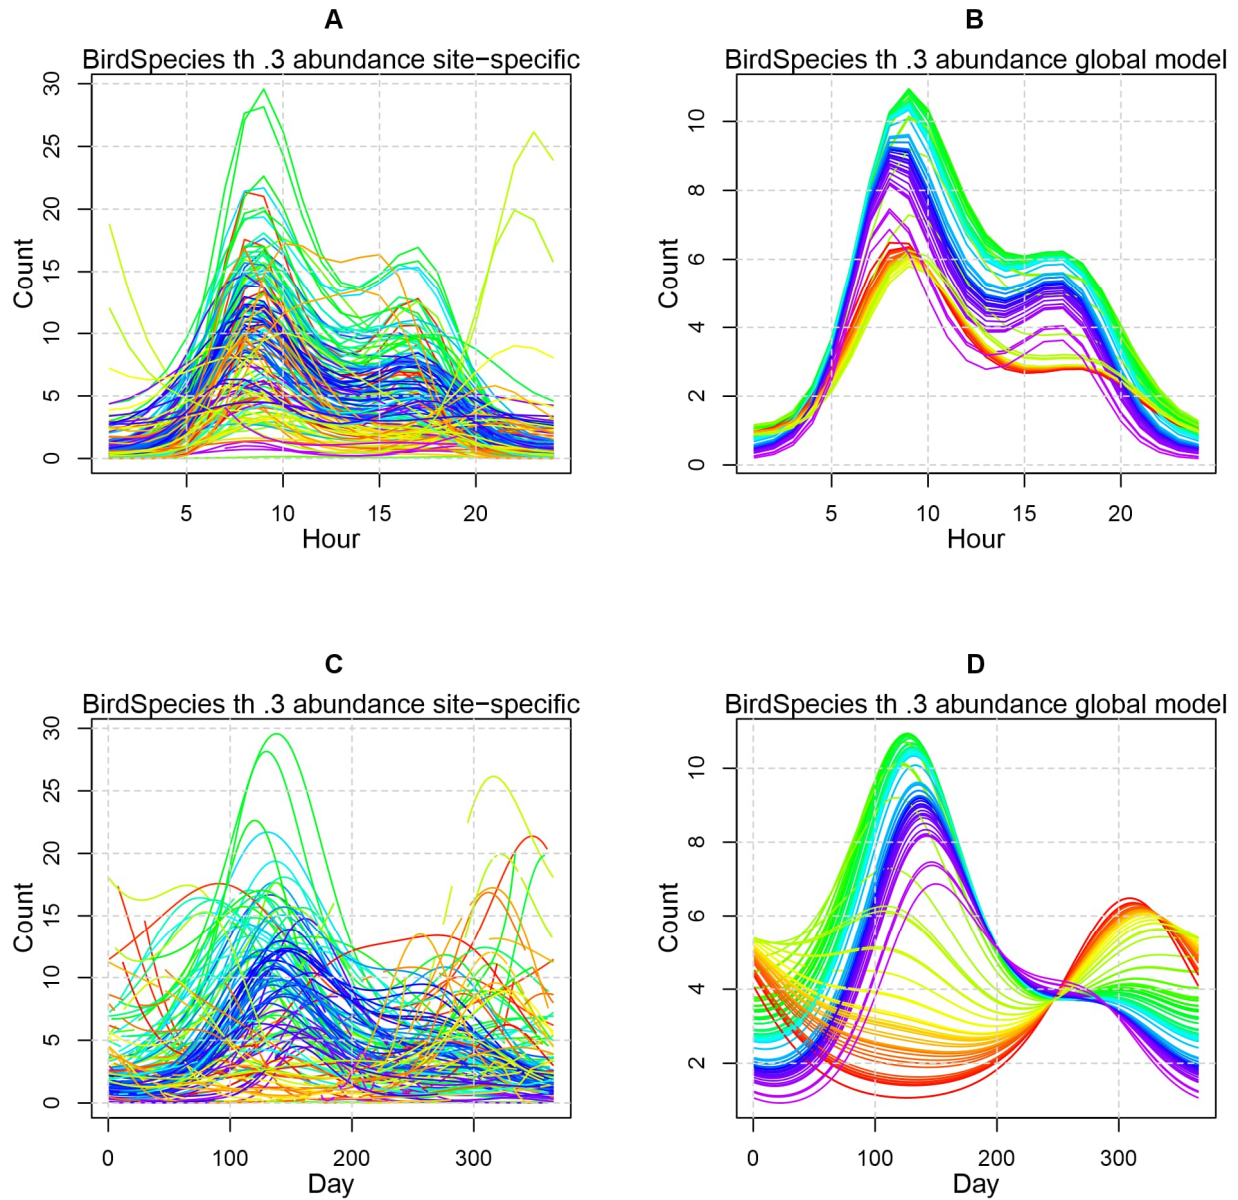 A
BirdSpecies th .3 abundance site−specific
30
25
20
15
10
5
0
Count
5 10 15 20
Hour
B
BirdSpecies th .3 abundance global model
10
8
6
4
2
0
Count
5 10 15 20
Hour
C
BirdSpecies th .3 abundance site−specific
30
25
20
15
10
5
0
Count
0 100 200 300
Day
D
BirdSpecies th .3 abundance global model
10
8
6
4
2
Count
0 100 200 300
Day